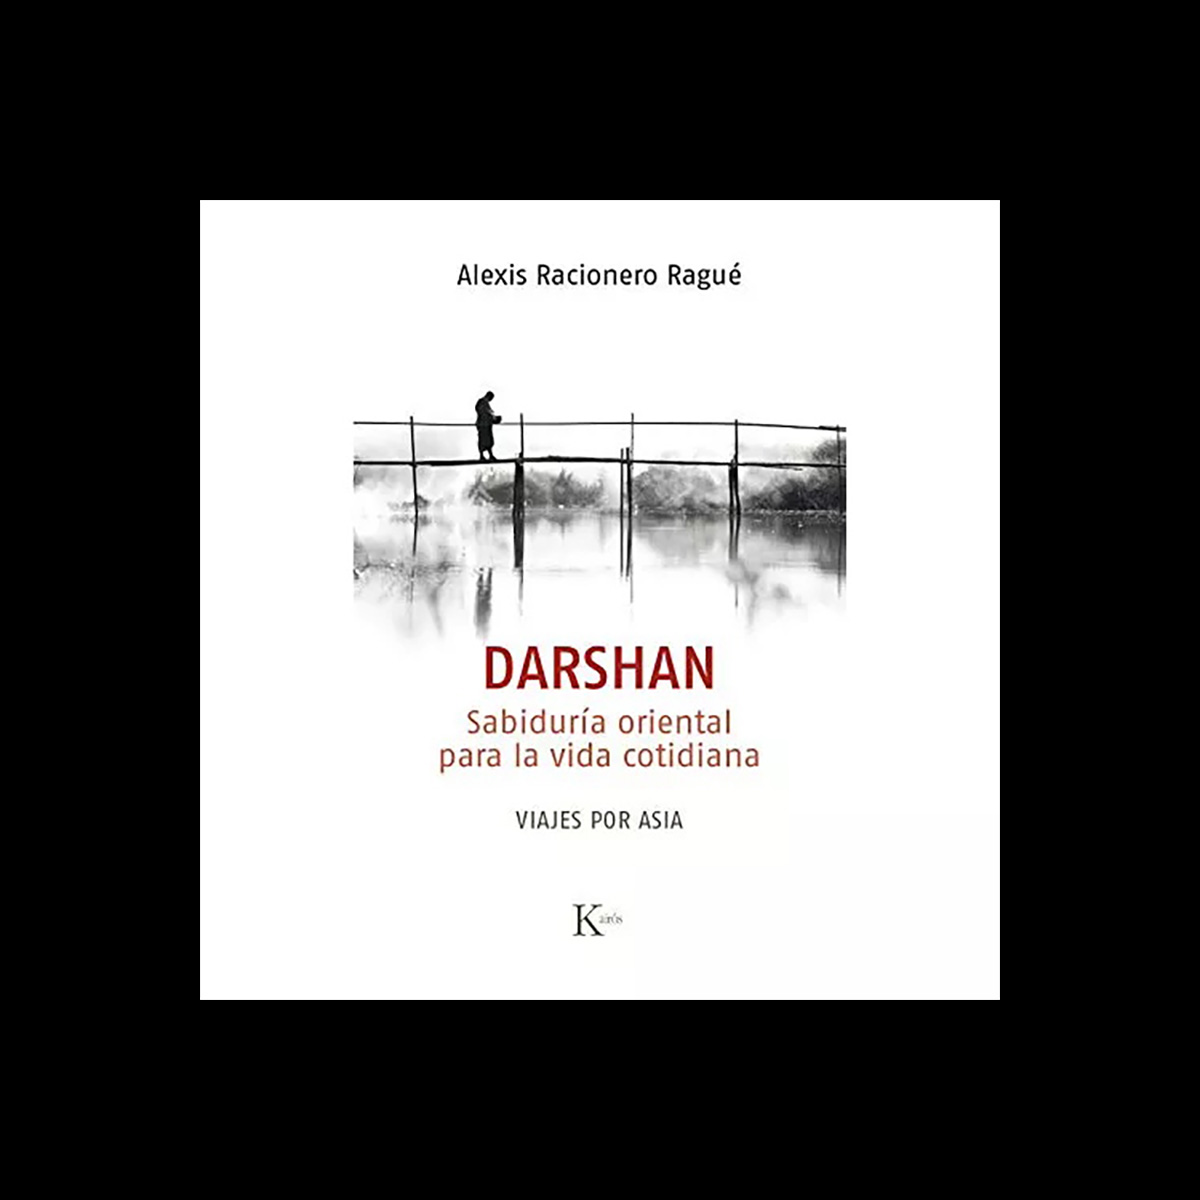 Alexis Racionero Ragué
DARSHAN
Sabiduría oriental
para la vida cotidiana
VIAJES POR ASIA
Kairós